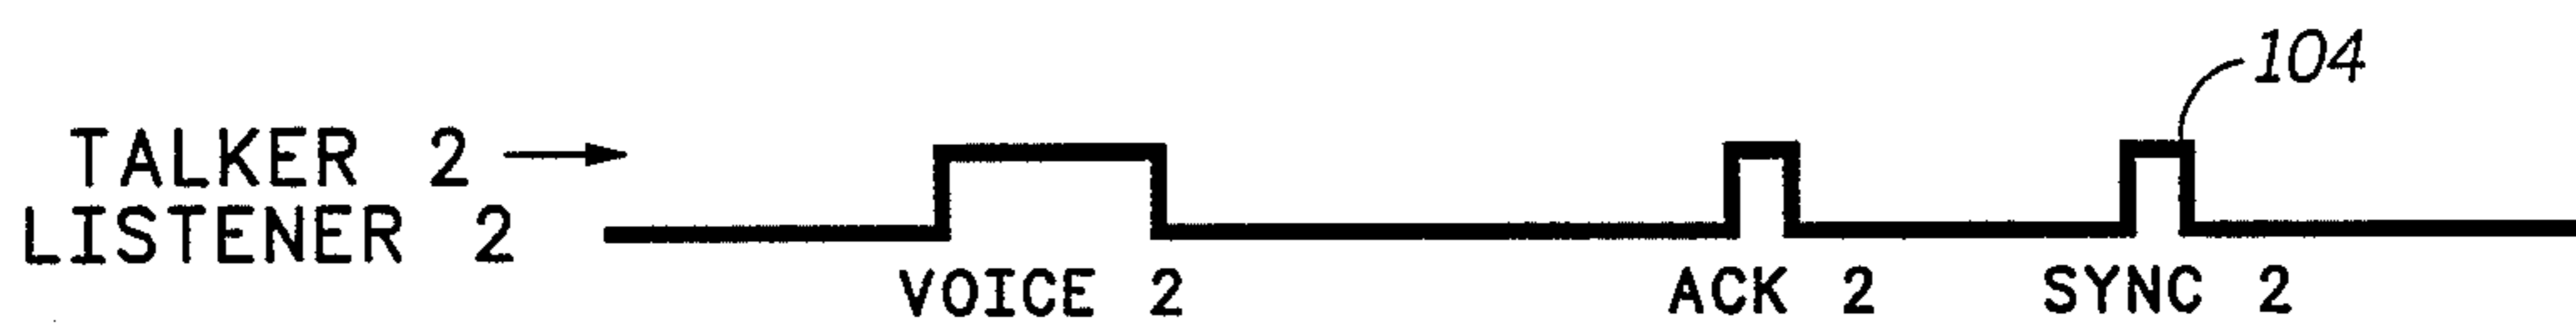 104
TALKER 2
LISTENER 2
VOICE 2 ACK 2 SYNC 2